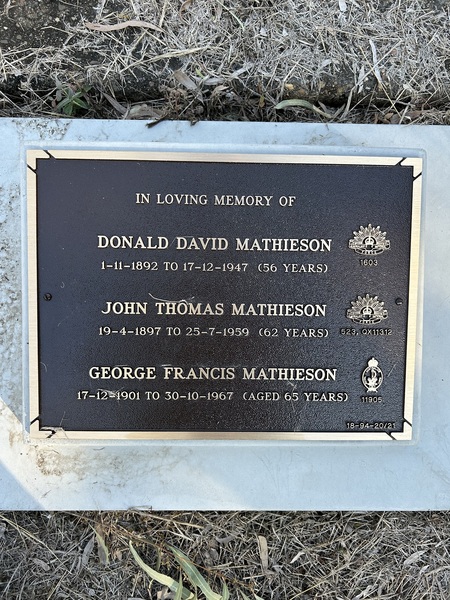 IN LOVING MEMORY OF
DONALD DAVID MATHIESON
1-11-1892 TO 17-12-1947 (56 YEARS)
1603
JOHN THOMAS MATHIESON
19-4-1897 TO 25-7-1959 (62 YEARS)
523, QX11312
GEORGE FRANCIS MATHIESON
17-12-1901 TO 30-10-1967 (AGED 65 YEARS)
11905
18-94-20/21